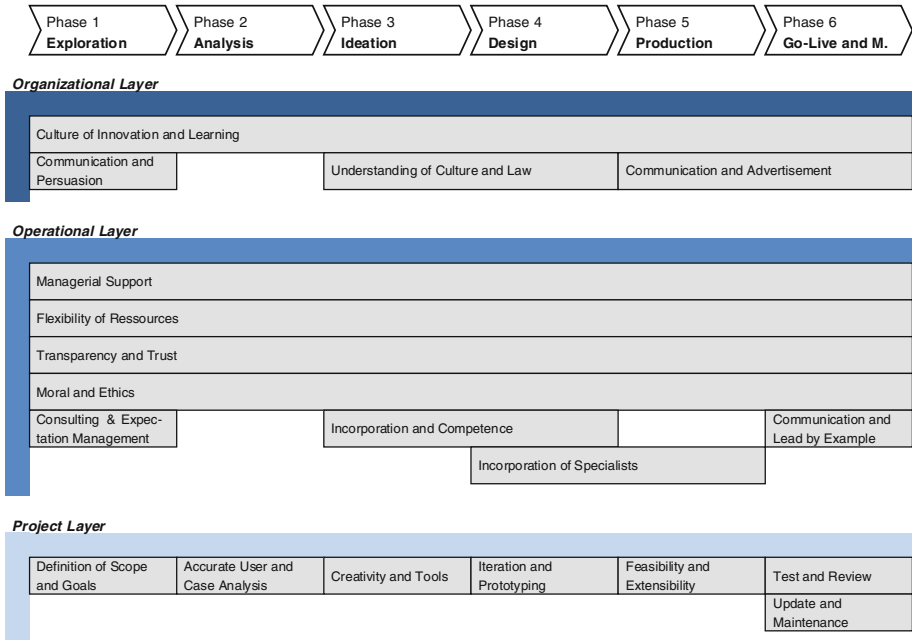 Phase 1
Exploration
Phase 2
Analysis
Phase 3
Ideation
Phase 4
Design
Phase 5
Production
Phase 6
Go-Live and M.
Organizational Layer
Culture of Innovation and Learning
Communication and
Persuasion
Understanding of Culture and Law
Communication and Advertisement
Operational Layer
Managerial Support
Flexibility of Ressources
Transparency and Trust
Moral and Ethics
Consulting & Expec-
tation Management
Incorporation and Competence
Communication and
Lead by Example
Incorporation of Specialists
Project Layer
Definition of Scope
and Goals
Accurate User and
Case Analysis
Creativity and Tools
Iteration and
Prototyping
Feasibility and
Extensibility
Test and Review
Update and
Maintenance